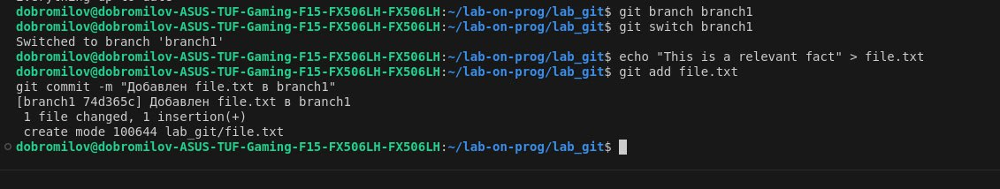 dobromilov@dobromilov-ASUS-TUF-Gaming-F15-FX506LH-FX506LH:~/lab-on-prog/lab_git$ git branch branch1
dobromilov@dobromilov-ASUS-TUF-Gaming-F15-FX506LH-FX506LH:~/lab-on-prog/lab_git$ git switch branch1
Switched to branch 'branch1'
dobromilov@dobromilov-ASUS-TUF-Gaming-F15-FX506LH-FX506LH:~/lab-on-prog/lab_git$ echo "This is a relevant fact" > file.txt
dobromilov@dobromilov-ASUS-TUF-Gaming-F15-FX506LH-FX506LH:~/lab-on-prog/lab_git$ git add file.txt
git commit -m "Добавлен file.txt в branch1"
[branch1 74d365c] Добавлен file.txt в branch1
 1 file changed, 1 insertion(+)
 create mode 100644 lab_git/file.txt
dobromilov@dobromilov-ASUS-TUF-Gaming-F15-FX506LH-FX506LH:~/lab-on-prog/lab_git$